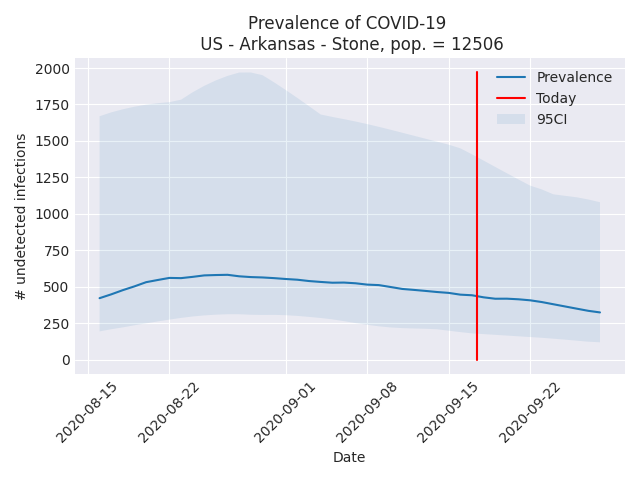 Prevalence of COVID-19
US - Arkansas - Stone, pop. = 12506
2000
1750
1500
1250
1000
750
500
250
0
# undetected infections
Prevalence
Today
95CI
2020-08-15
2020-08-22
2020-09-01
2020-09-08
2020-09-15
2020-09-22
Date